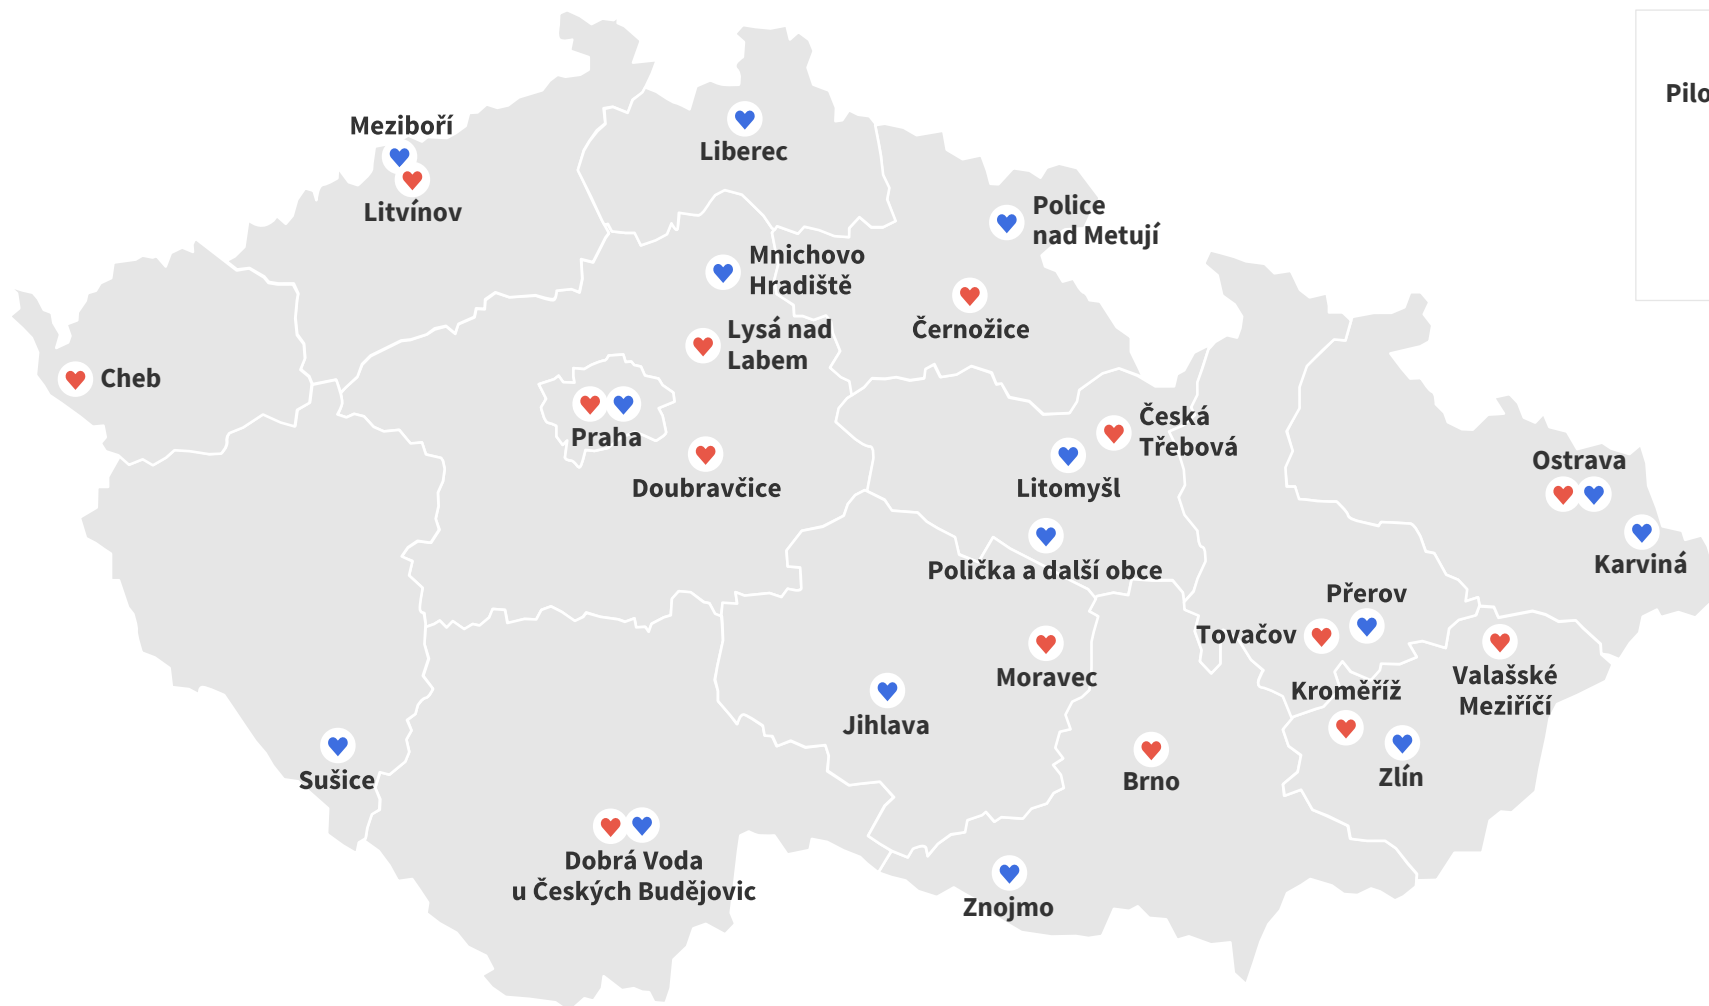 Pilo
Meziboří
Liberec
Litvínov
Police
nad Metují
Mnichovo
Hradiště
Černožice
Lysá nad
Labem
Cheb
Praha
Česká
Třebová
Doubravčice
Litomyšl
Ostrava
Polička a další obce
Karviná
Přerov
Tovačov
Moravec
Valašské
Meziříčí
Kroměříž
Jihlava
Sušice
Brno
Zlín
Dobrá Voda
u Českých Budějovic
Znojmo